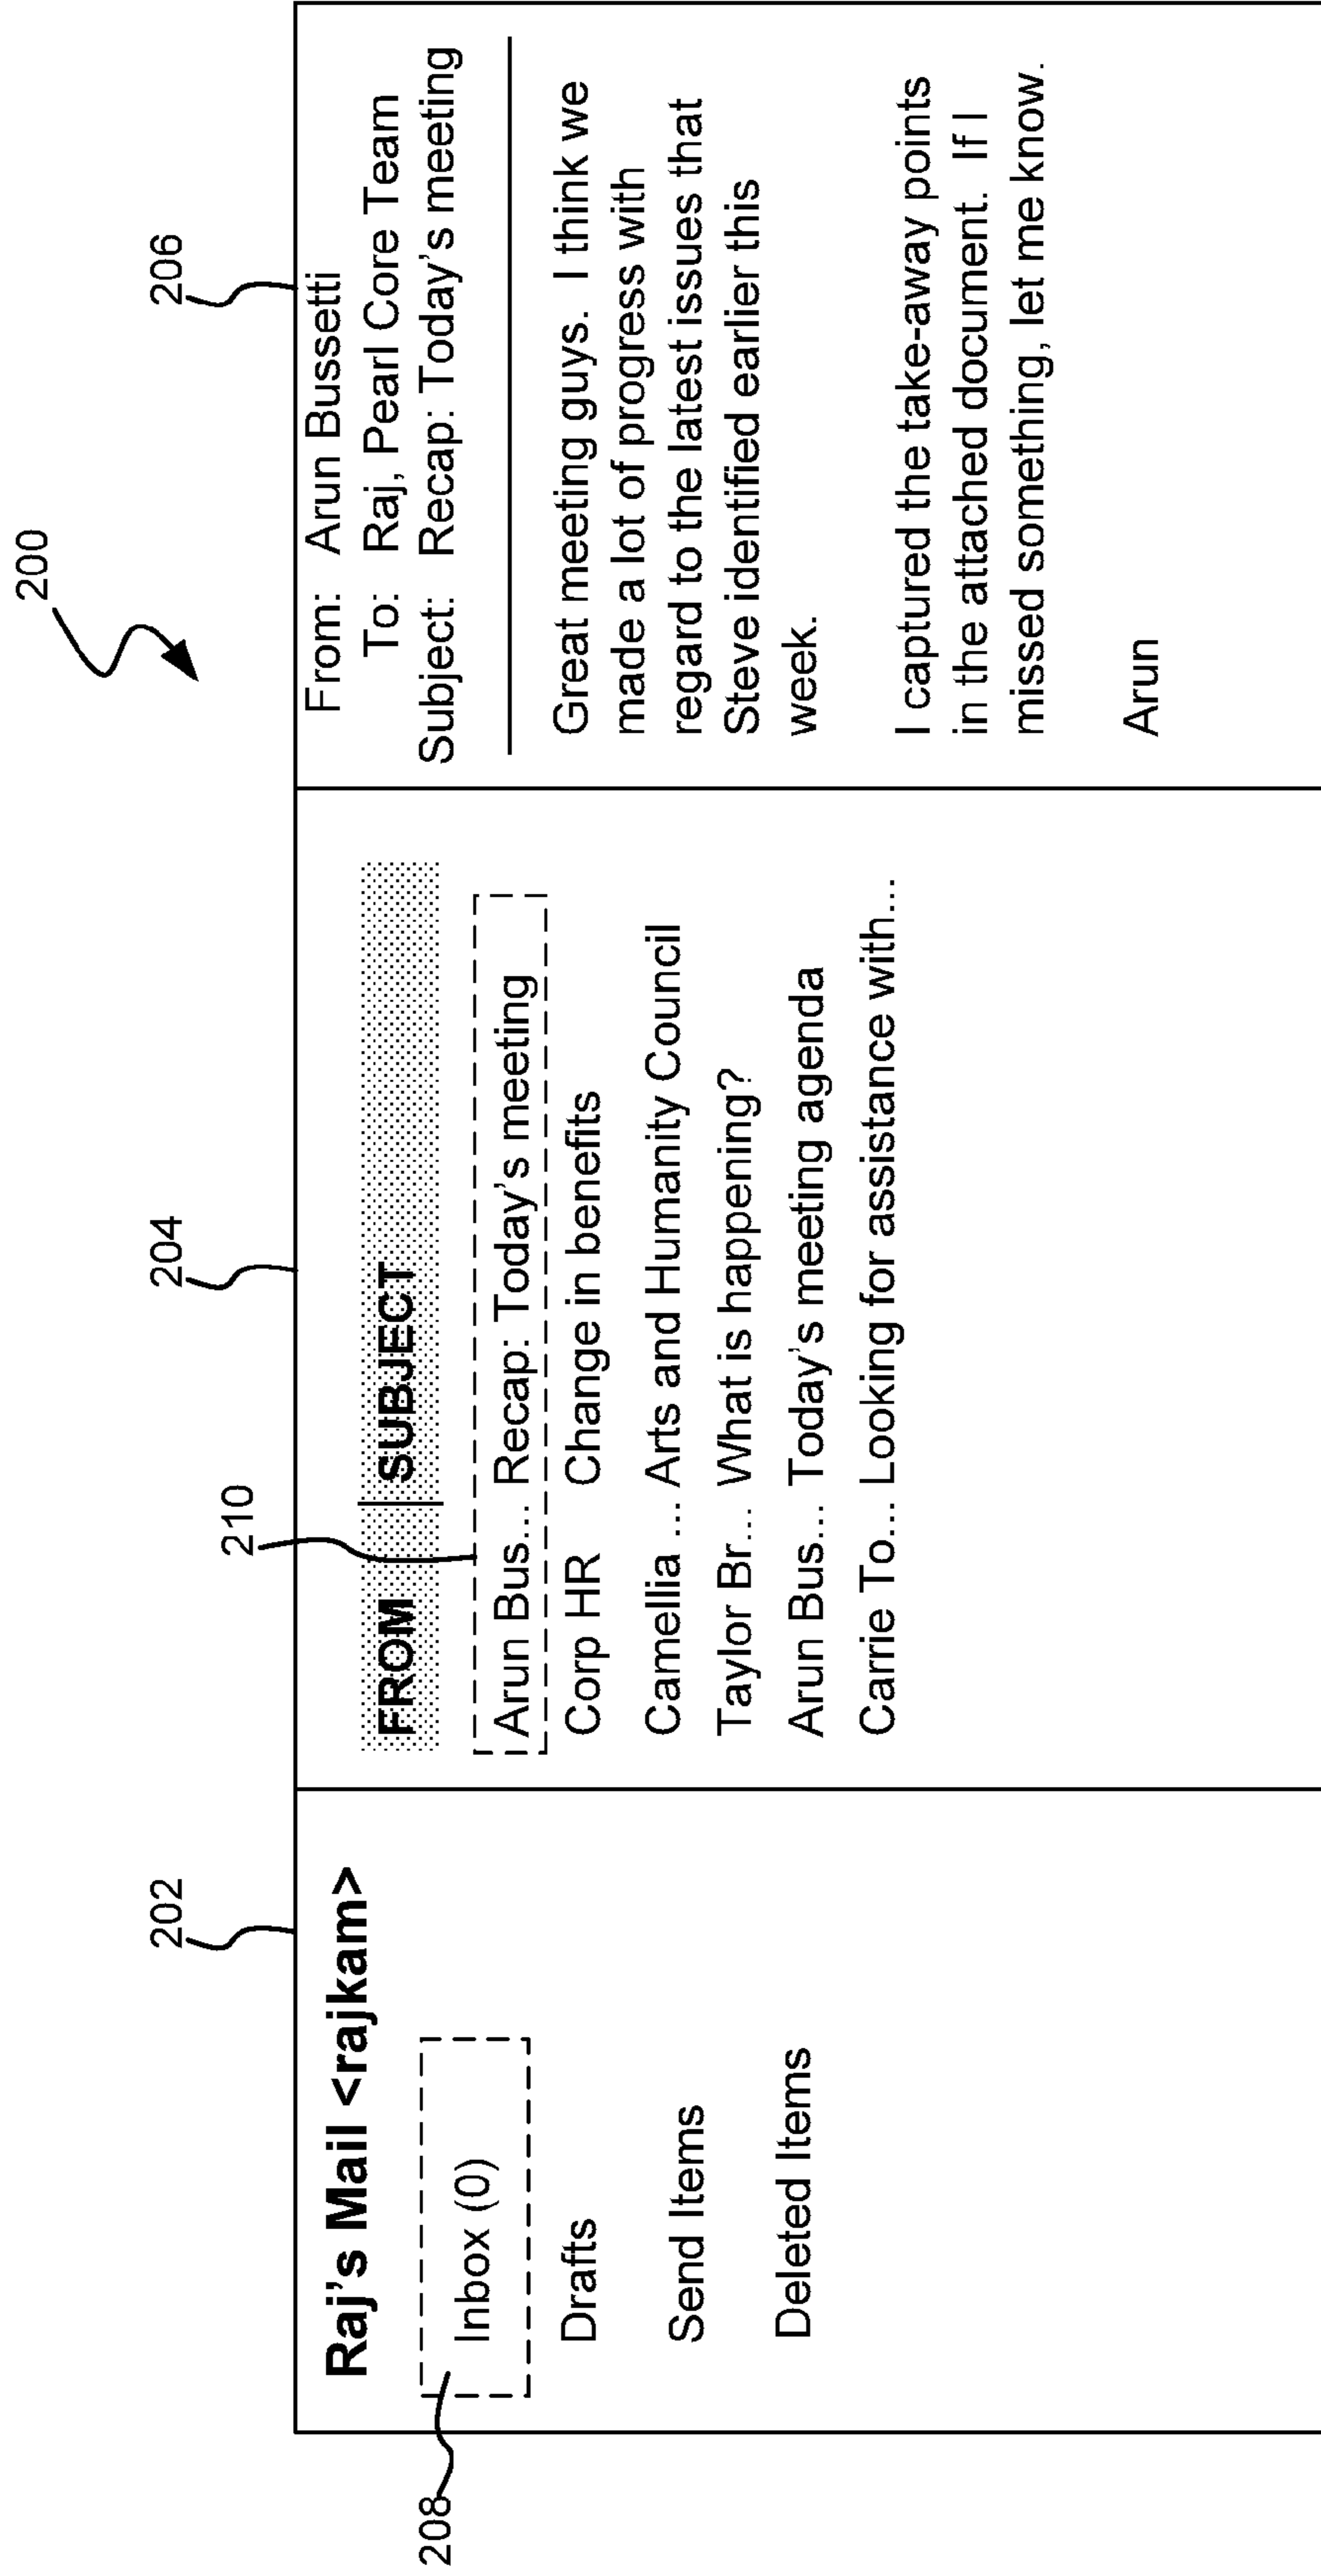 200
202
204
206
208
210
Raj's Mail <rajkam>
Inbox (0)
Drafts
Send Items
Deleted Items
FROM | SUBJECT
Arun Bus... Recap: Today's meeting
Corp HR Change in benefits
Camellia ... Arts and Humanity Council
Taylor Br... What is happening?
Arun Bus... Today's meeting agenda
Carrie To... Looking for assistance with...
From: Arun Bussetti
To: Raj, Pearl Core Team
Subject: Recap: Today's meeting
Great meeting guys. I think we
made a lot of progress with
regard to the latest issues that
Steve identified earlier this
week.
I captured the take-away points
in the attached document. If I
missed something, let me know.
Arun